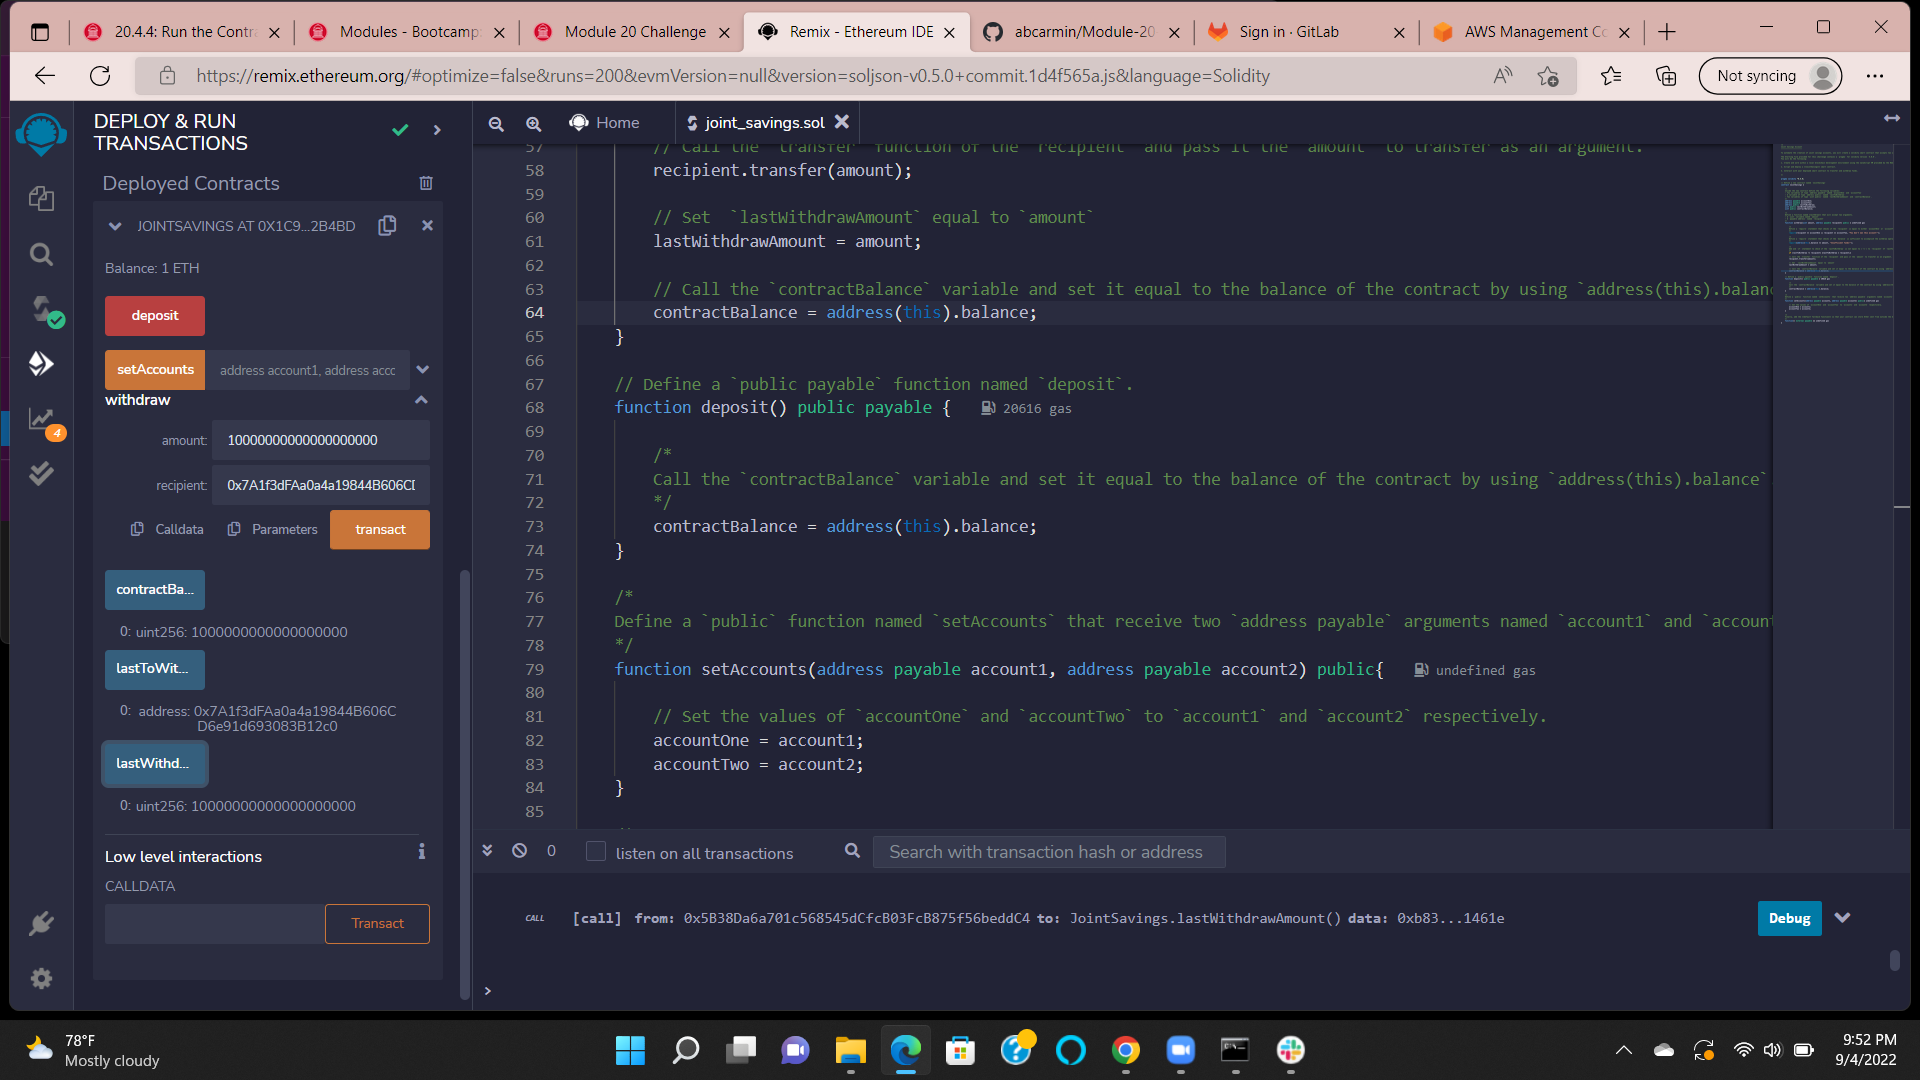 20.4.4: Run the Contra
Modules - Bootcamp:
Module 20 Challenge
Remix - Ethereum IDE
abcarmin/Module-20
Sign in · GitLab
AWS Management Co
https://remix.ethereum.org/#optimize=false&runs=200&evmVersion=null&version=soljson-v0.5.0+commit.1d4f565a.js&language=Solidity
Not syncing
DEPLOY & RUN
TRANSACTIONS
Deployed Contracts
JOINTSAVINGS AT 0X1C9...2B4BD
Balance: 1 ETH
deposit
setAccounts
address account1, address acco
withdraw
amount:
10000000000000000000
recipient:
0x7A1f3dFAa0a4a19844B606CD
Calldata
Parameters
transact
contractBa...
0: uint256: 1000000000000000000
lastToWit...
0: address: 0x7A1f3dFAa0a4a19844B606C
D6e91d693083B12c0
lastWithd...
0: uint256: 10000000000000000000
Low level interactions
CALLDATA
Transact
4
Home
joint_savings.sol
57 // Call the `transfer` function of the `recipient` and pass it the `amount` to transfer as an argument.
58 recipient.transfer(amount);
59
60 // Set  `lastWithdrawAmount` equal to `amount`
61 lastWithdrawAmount = amount;
62
63 // Call the `contractBalance` variable and set it equal to the balance of the contract by using `address(this).balanc
64 contractBalance = address(this).balance;
65 }
66
67 // Define a `public payable` function named `deposit`.
68 function deposit() public payable { 20616 gas
69
70 /*
71 Call the `contractBalance` variable and set it equal to the balance of the contract by using `address(this).balance`
72 */
73 contractBalance = address(this).balance;
74 }
75
76 /*
77 Define a `public` function named `setAccounts` that receive two `address payable` arguments named `account1` and `account
78 */
79 function setAccounts(address payable account1, address payable account2) public{ undefined gas
80
81 // Set the values of `accountOne` and `accountTwo` to `account1` and `account2` respectively.
82 accountOne = account1;
83 accountTwo = account2;
84 }
85
0
listen on all transactions
Search with transaction hash or address
CALL
[call] from: 0x5B38Da6a701c568545dCfcB03FcB875f56beddC4 to: JointSavings.lastWithdrawAmount() data: 0xb83...1461e
Debug
>
78°F
Mostly cloudy
9:52 PM
9/4/2022